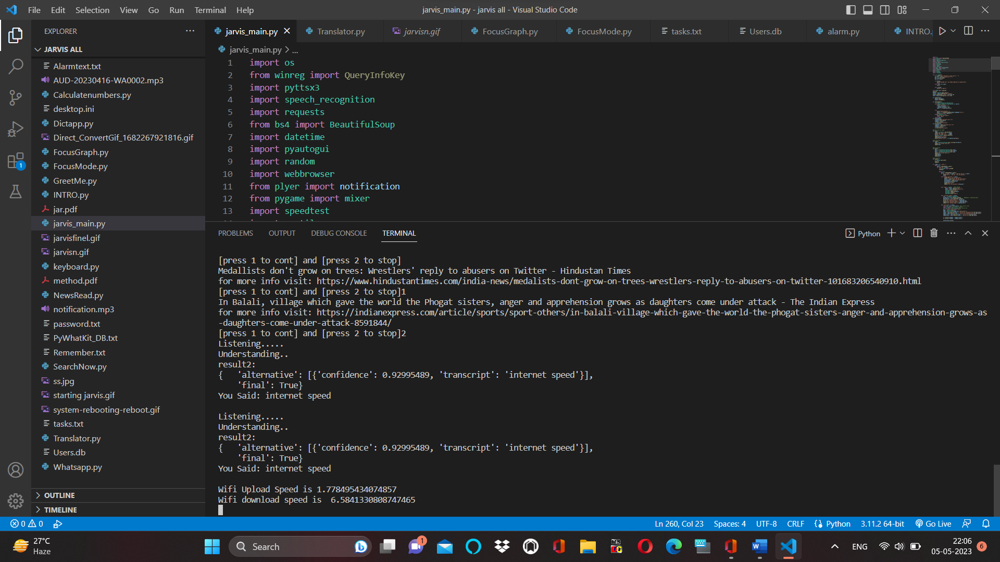 File Edit Selection View Go Run Terminal Help
jarvis_main.py - jarvis all - Visual Studio Code
EXPLORER
JARVIS ALL
Alarmtext.txt
AUD-20230416-WA0002.mp3
Calculatenumbers.py
desktop.ini
Dictapp.py
Direct_ConvertGif_1682267921816.gif
FocusGraph.py
FocusMode.py
GreetMe.py
INTRO.py
jar.pdf
jarvis_main.py
jarvisfinel.gif
jarvisn.gif
keyboard.py
method.pdf
NewsRead.py
notification.mp3
password.txt
PyWhatKit_DB.txt
Remember.txt
SearchNow.py
ss.jpg
starting jarvis.gif
system-rebooting-reboot.gif
tasks.txt
Translator.py
Users.db
Whatsapp.py
OUTLINE
TIMELINE
jarvis_main.py Translator.py jarvisn.gif FocusGraph.py FocusMode.py tasks.txt Users.db alarm.py INTRO.
jarvis_main.py > ...
1 import os
2 from winreg import QueryInfoKey
3 import pyttsx3
4 import speech_recognition
5 import requests
6 from bs4 import BeautifulSoup
7 import datetime
8 import pyautogui
9 import random
10 import webbrowser
11 from plyer import notification
12 from pygame import mixer
13 import speedtest
PROBLEMS OUTPUT DEBUG CONSOLE TERMINAL
Python
[press 1 to cont] and [press 2 to stop]
Medallists don't grow on trees: Wrestlers' reply to abusers on Twitter - Hindustan Times
for more info visit: https://www.hindustantimes.com/india-news/medalists-dont-grow-on-trees-wrestlers-reply-to-abusers-on-twitter-101683206540910.html
[press 1 to cont] and [press 2 to stop]1
In Balali, village which gave the world the Phogat sisters, anger and apprehension grows as daughters come under attack - The Indian Express
for more info visit: https://indianexpress.com/article/sports/sport-others/in-balali-village-which-gave-the-world-the-phogat-sisters-anger-and-apprehension-grows-as
-daughters-come-under-attack-8591844/
[press 1 to cont] and [press 2 to stop]2
Listening.....
Understanding..
result2:
{   'alternative': [{'confidence': 0.92995489, 'transcript': 'internet speed'}],
    'final': True}
You Said: internet speed
Listening.....
Understanding..
result2:
{   'alternative': [{'confidence': 0.92995489, 'transcript': 'internet speed'}],
    'final': True}
You Said: internet speed
Wifi Upload Speed is 1.778495434074857
Wifi download speed is  6.5841330808747465
0 0
Ln 260, Col 23 Spaces: 4 UTF-8 CRLF Python 3.11.2 64-bit Go Live
27°C
Haze
Search
1
ENG
22:06
05-05-2023
6